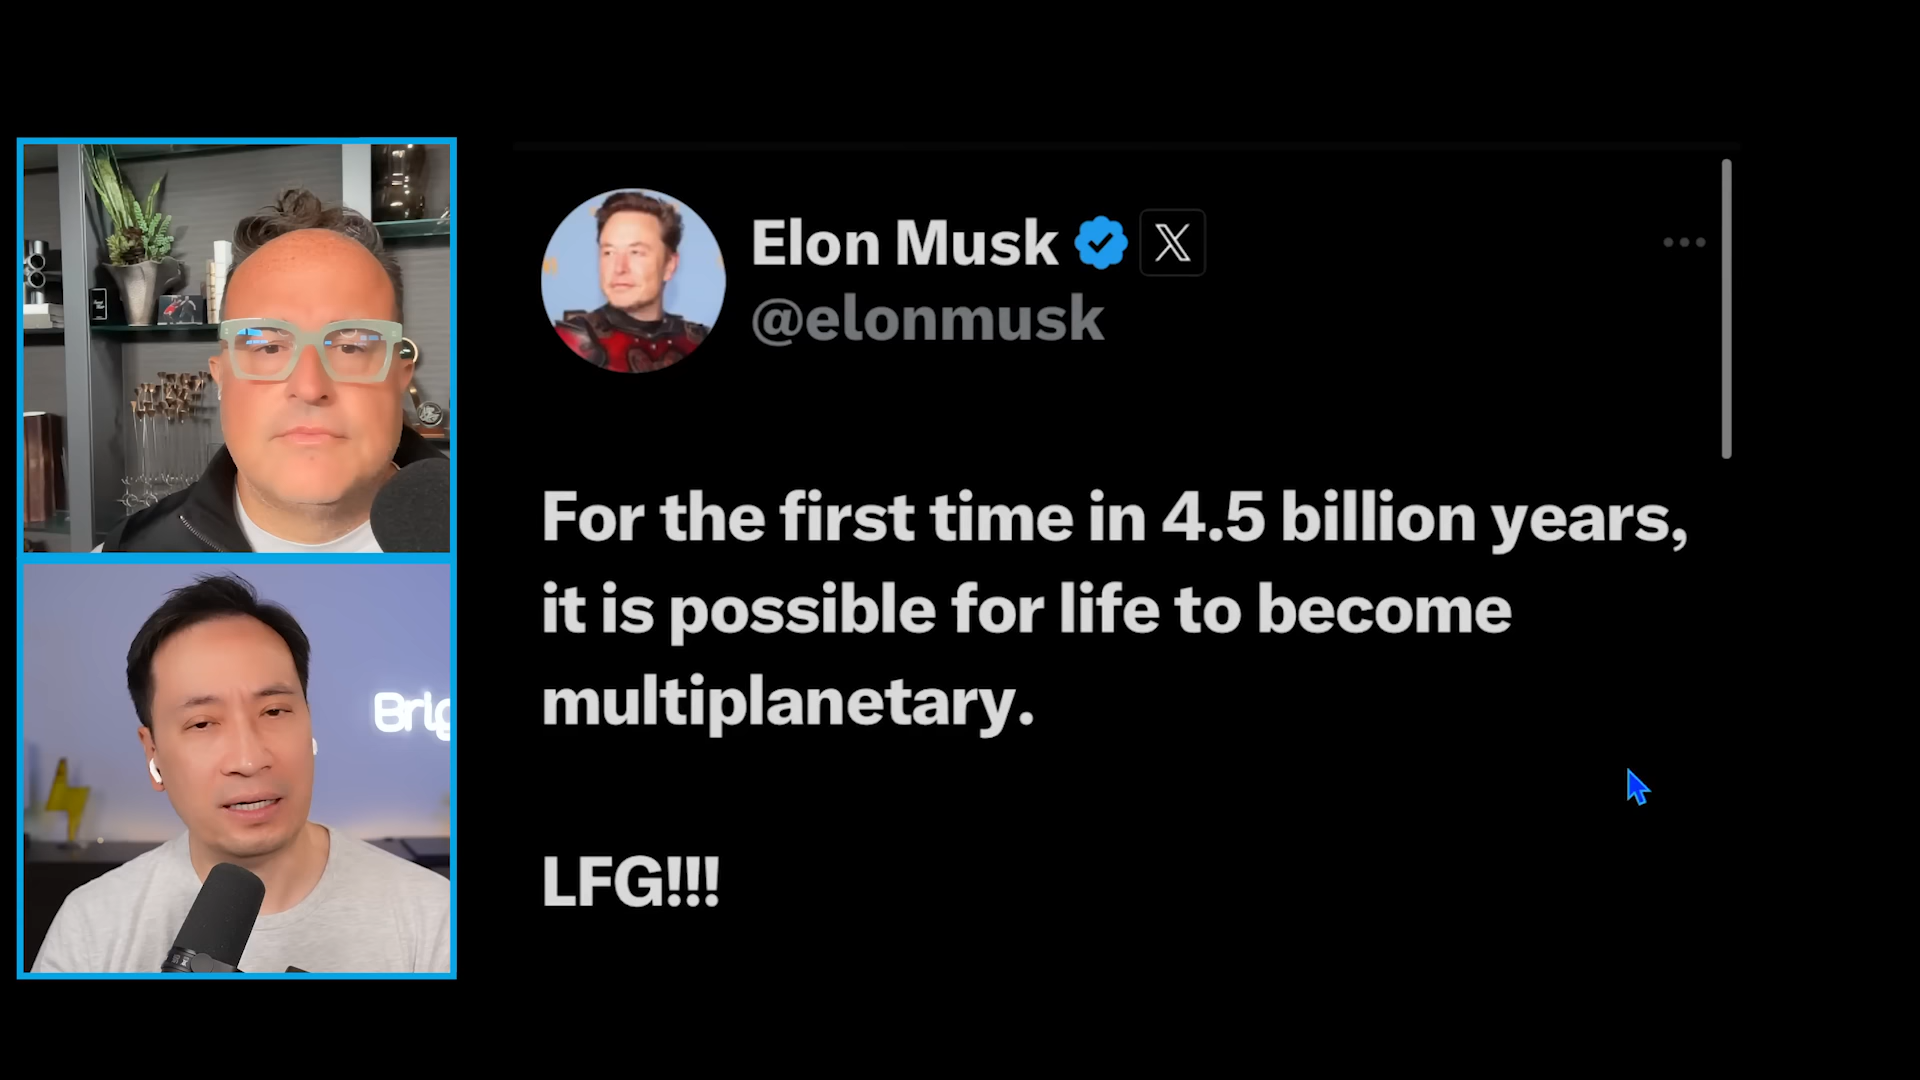 Elon Musk
@elonmusk
For the first time in 4.5 billion years,
it is possible for life to become
multiplanetary.
LFG!!!
Brig